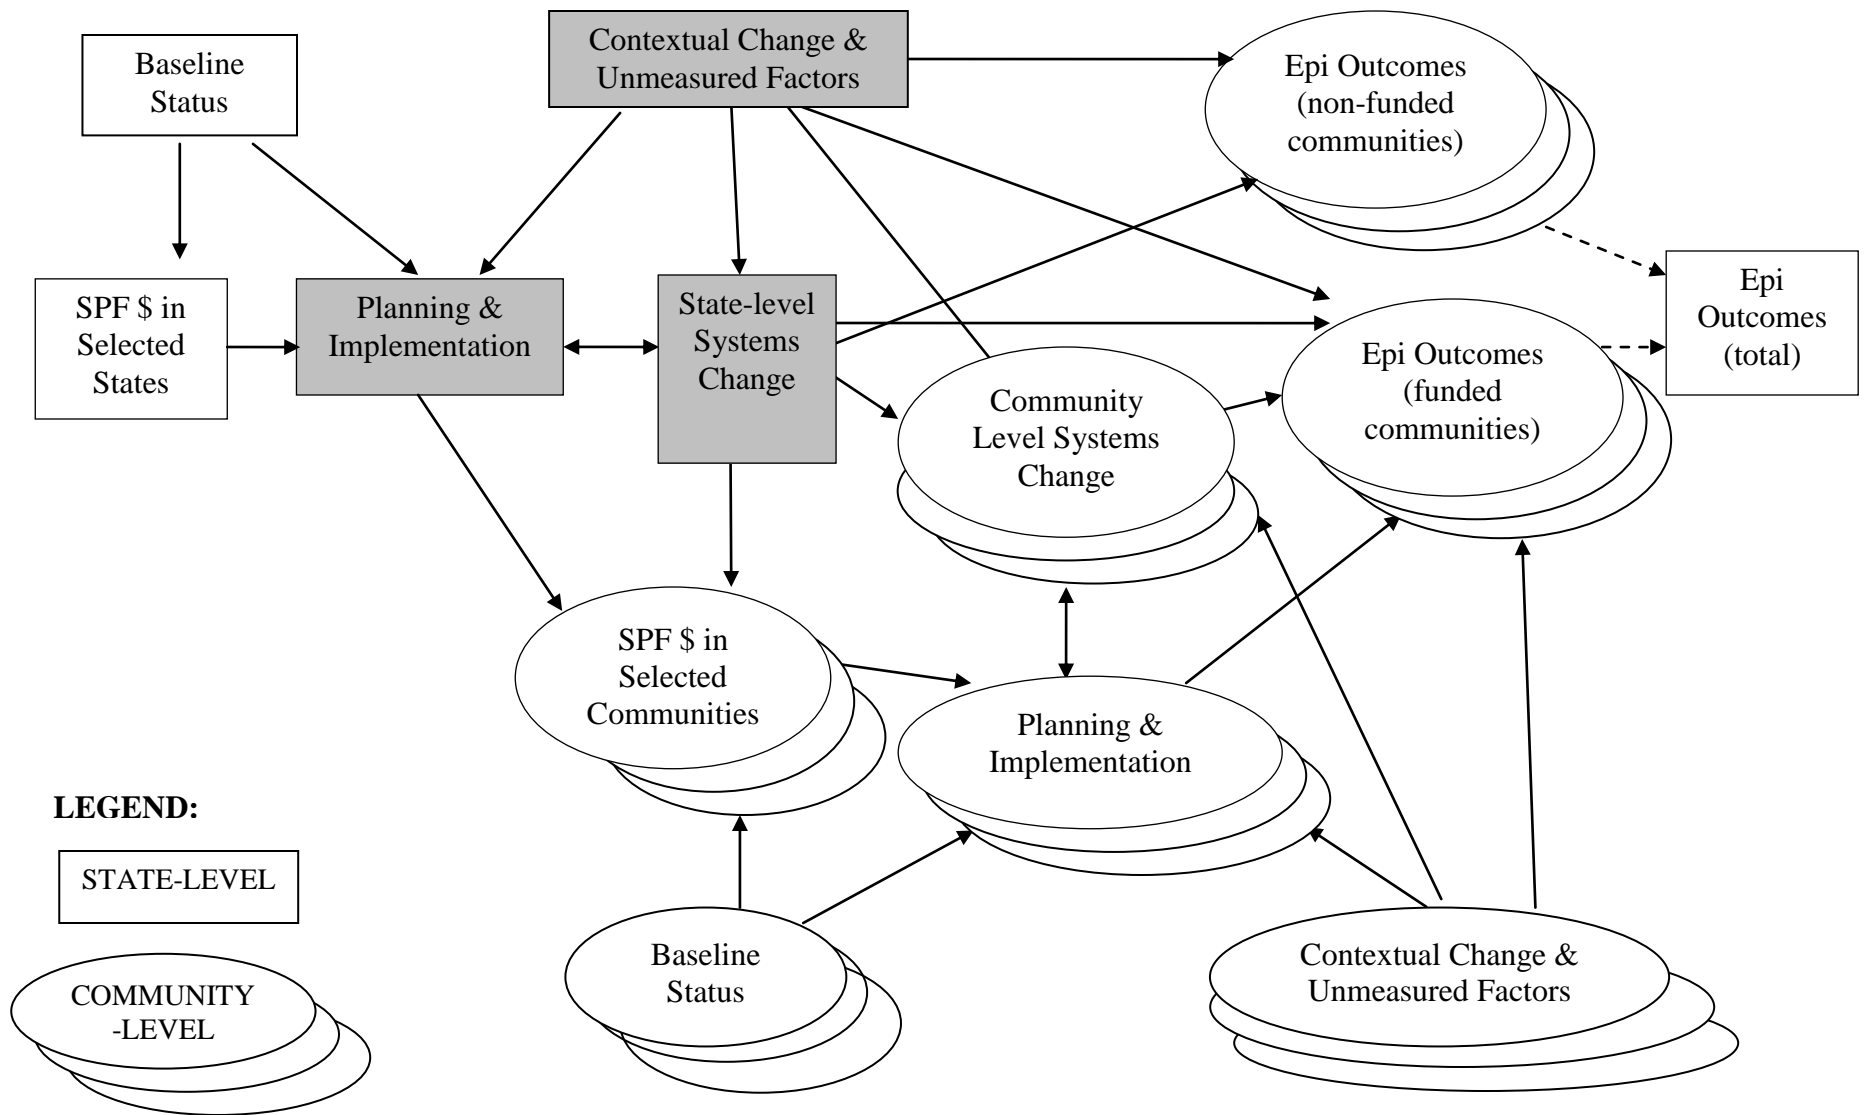 Baseline
Status
Contextual Change &
Unmeasured Factors
Epi Outcomes
(non-funded
communities)
SPF $ in
Selected
States
Planning &
Implementation
State-level
Systems
Change
Epi
Outcomes
(total)
Epi Outcomes
(funded
communities)
Community
Level Systems
Change
SPF $ in
Selected
Communities
Planning &
Implementation
LEGEND:
STATE-LEVEL
COMMUNITY
-LEVEL
Baseline
Status
Contextual Change &
Unmeasured Factors